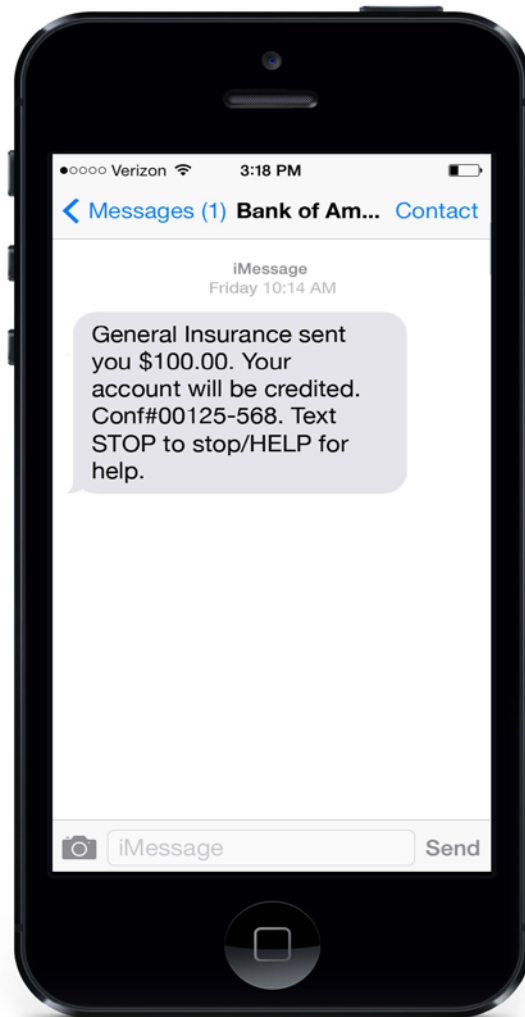 ●○○○○ Verizon 3:18 PM
Messages (1) Bank of Am... Contact
iMessage
Friday 10:14 AM
General Insurance sent
you $100.00. Your
account will be credited.
Conf#00125-568. Text
STOP to stop/HELP for
help.
iMessage Send